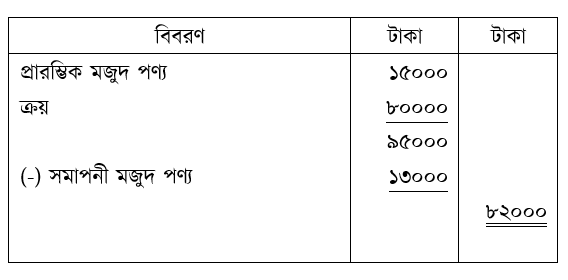 বিবরণ টাকা টাকা
প্রারম্ভিক মজুদ পণ্য ১৫০০০
ক্রয় ৮০০০০
৯৫০০০
(-) সমাপনী মজুদ পণ্য ১৩০০০
৮২০০০